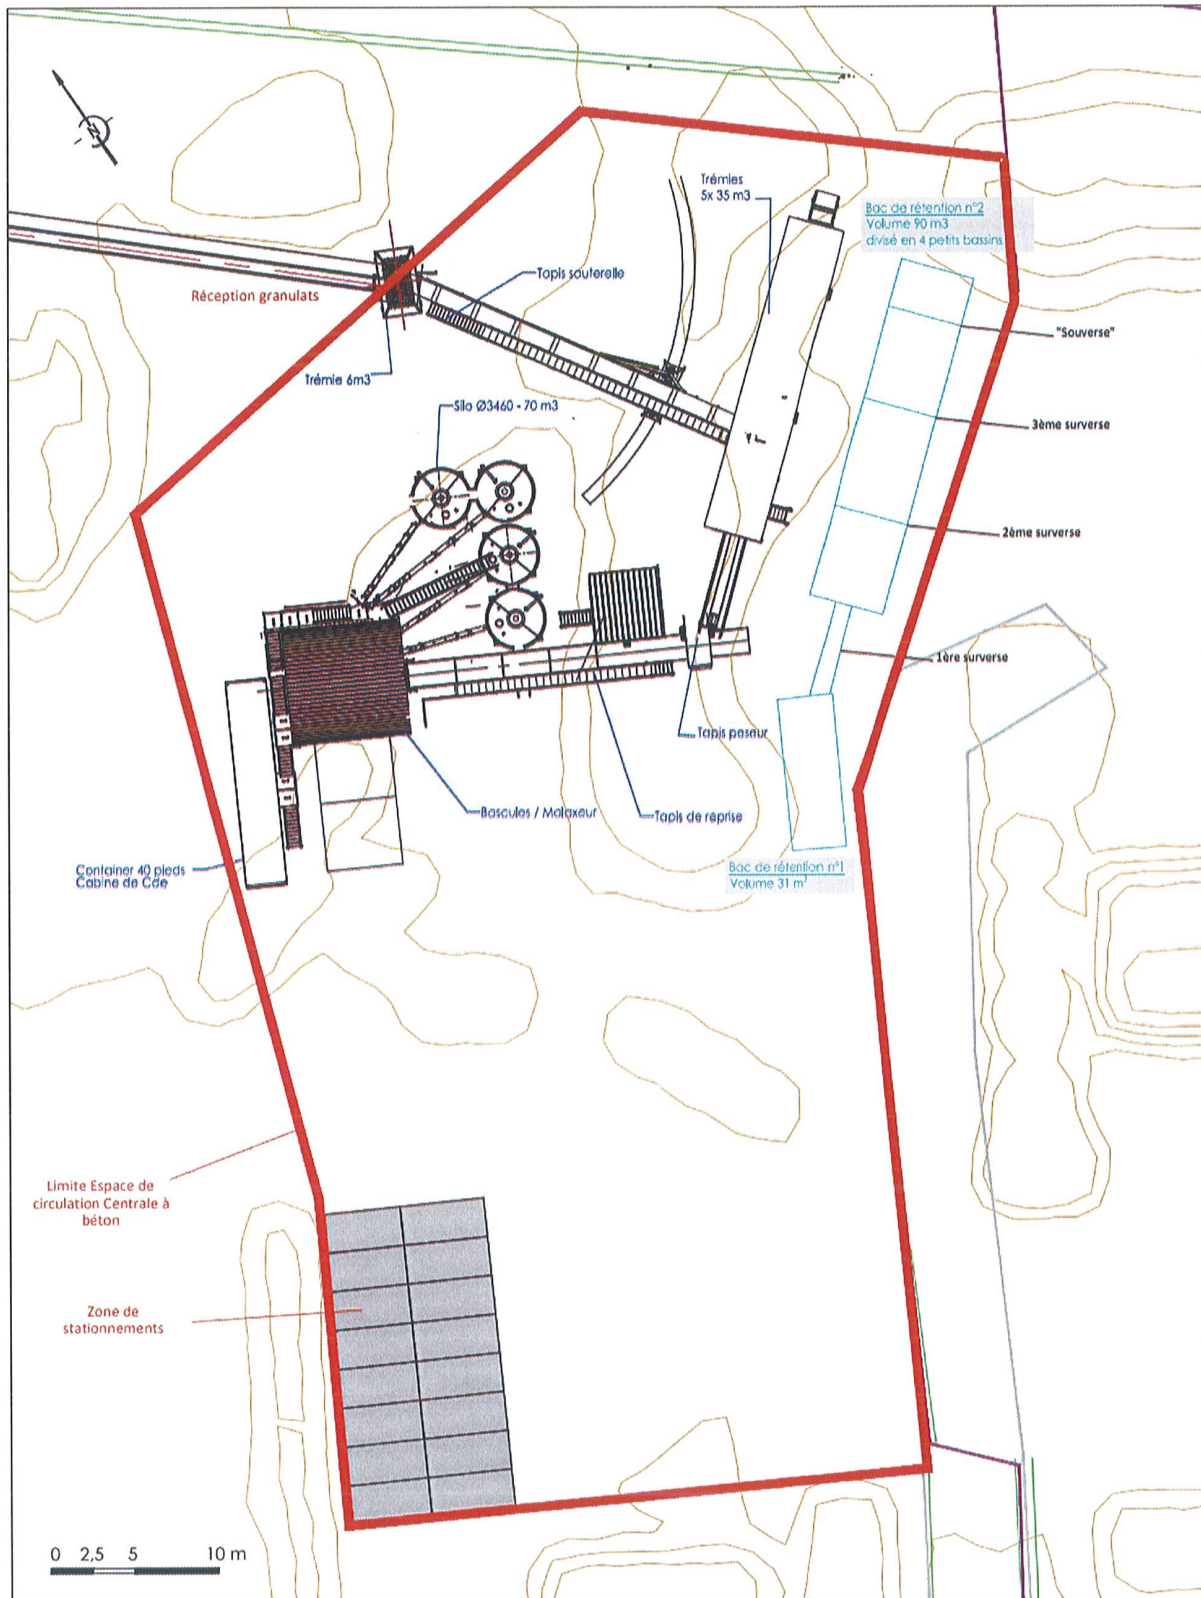 N
Trémies
5x 35 m3
Bac de rétention n°2
Volume 90 m3
divisé en 4 petits bassins
Tapis sauterelle
Réception granulats
"Souverse"
Trémie 6m3
Silo Ø3460 - 70 m3
3ème surverse
2ème surverse
1ère surverse
Tapis peseur
Bascules / Malaxeur
Tapis de reprise
Container 40 pieds
Cabine de Cde
Bac de rétention n°1
Volume 31 m³
Limite Espace de
circulation Centrale à
béton
Zone de
stationnements
0 2,5 5 10 m